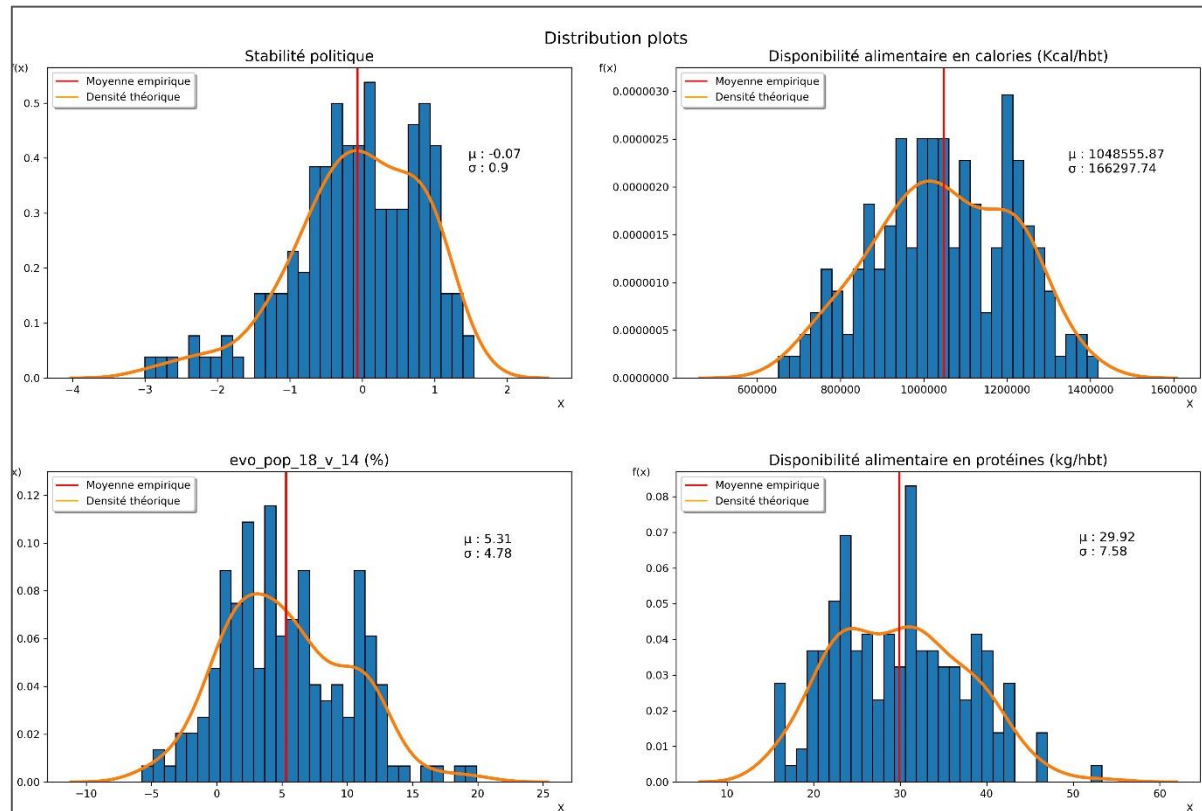 Distribution plots
Stabilité politique
f(x)
Moyenne empirique
Densité théorique
μ : -0.07
σ : 0.9
0.5
0.4
0.3
0.2
0.1
0.0
−4 −3 −2 −1 0 1 2
X
Disponibilité alimentaire en calories (Kcal/hbt)
f(x)
Moyenne empirique
Densité théorique
μ : 1048555.87
σ : 166297.74
0.0000030
0.0000025
0.0000020
0.0000015
0.0000010
0.0000005
0.0000000
600000 800000 1000000 1200000 1400000 1600000
X
evo_pop_18_v_14 (%)
x)
Moyenne empirique
Densité théorique
μ : 5.31
σ : 4.78
0.12
0.10
0.08
0.06
0.04
0.02
0.00
−10 −5 0 5 10 15 20 25
X
Disponibilité alimentaire en protéines (kg/hbt)
f(x)
Moyenne empirique
Densité théorique
μ : 29.92
σ : 7.58
0.08
0.07
0.06
0.05
0.04
0.03
0.02
0.01
0.00
10 20 30 40 50 60
X